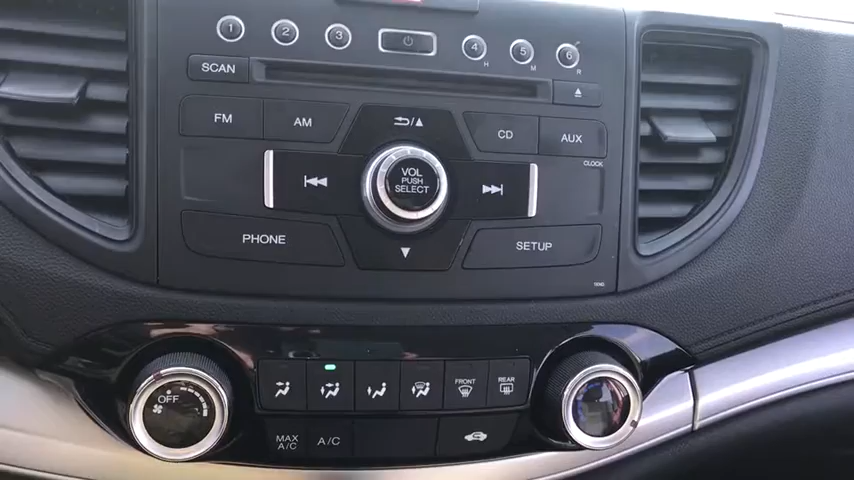 1 2 3 4 5 6
H M R
SCAN
FM AM CD AUX
CLOCK
VOL
PUSH
SELECT
PHONE SETUP
OFF
FRONT REAR
MAX
A/C A/C